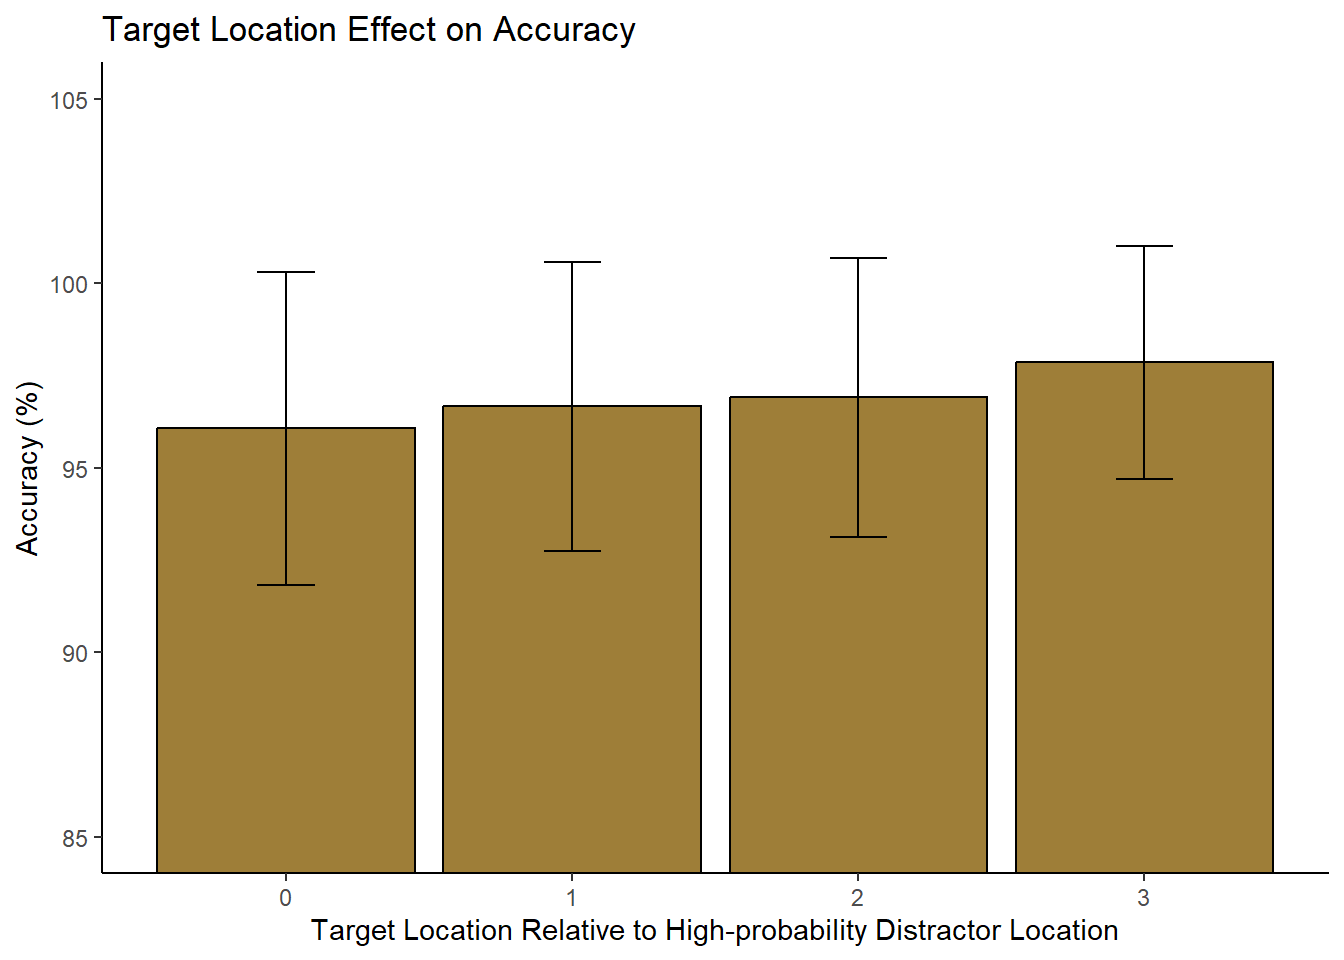 Target Location Effect on Accuracy
105
100
95
90
85
Accuracy (%)
0 1 2 3
Target Location Relative to High-probability Distractor Location